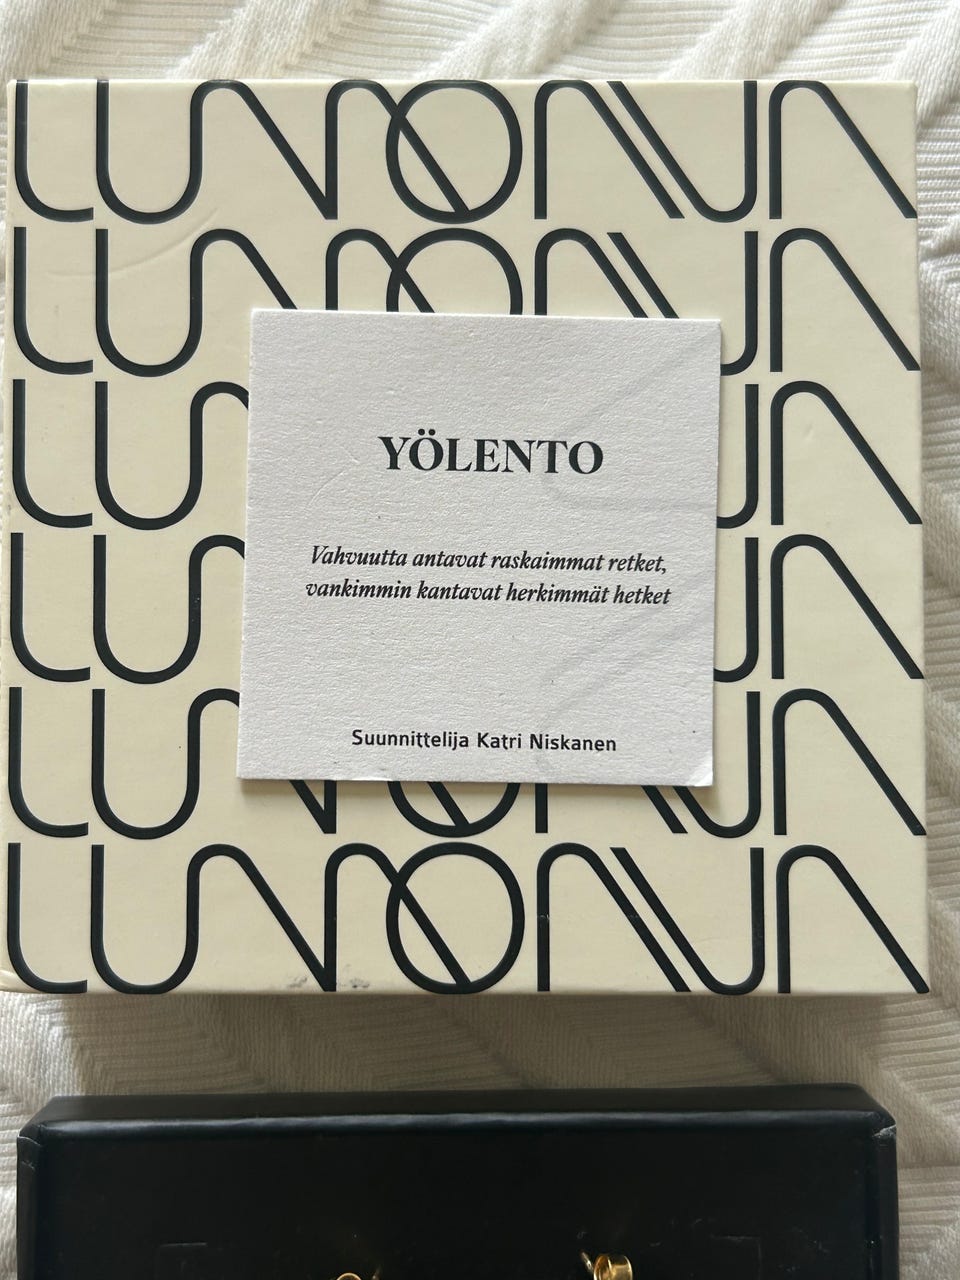 YÖLENTO
Vahvuutta antavat raskaimmat retket,
vankimmin kantavat herkimmät hetket
Suunnittelija Katri Niskanen